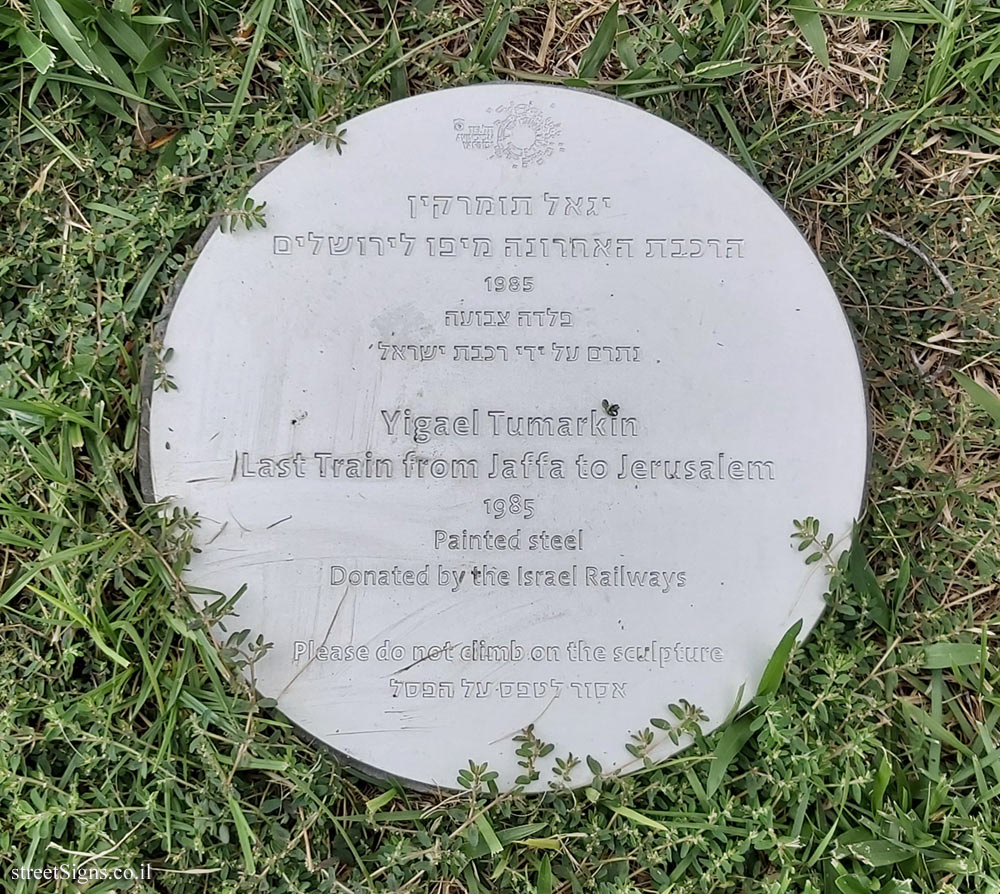 יגאל תומרקין
הרכבת האחרונה מיפו לירושלים
1985
פלדה צבועה
נתרם על ידי רכבת ישראל
Yigael Tumarkin
Last Train from Jaffa to Jerusalem
1985
Painted steel
Donated by the Israel Railways
Please do not climb on the sculpture
אסור לטפס על הפסל
streetSigns.co.il